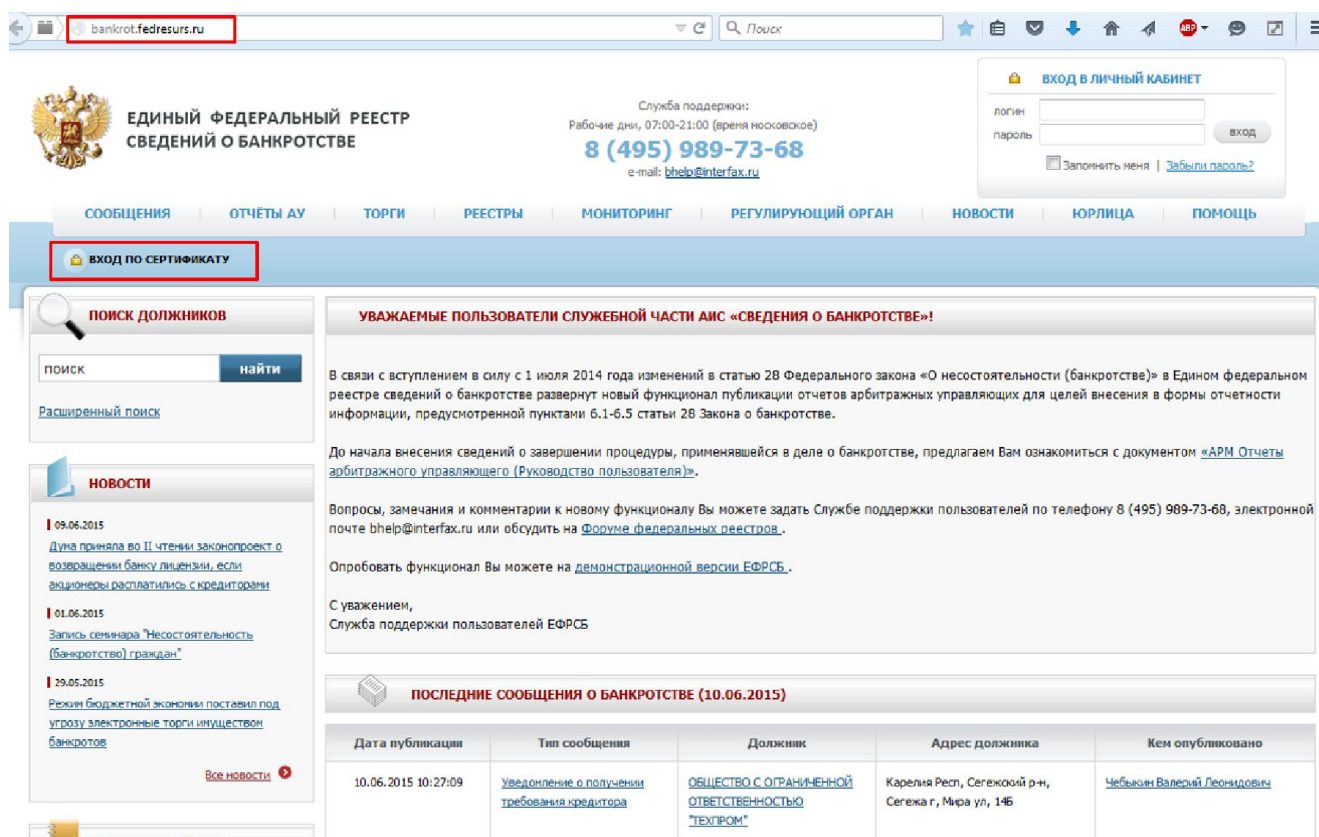 bankrot.fedresurs.ru
Поиск
ABP
ЕДИНЫЙ ФЕДЕРАЛЬНЫЙ РЕЕСТР
СВЕДЕНИЙ О БАНКРОТСТВЕ
Служба поддержки:
Рабочие дни, 07:00-21:00 (время московское)
8 (495) 989-73-68
e-mail: bhelp@interfax.ru
ВХОД В ЛИЧНЫЙ КАБИНЕТ
логин
пароль
вход
Запомнить меня | Забыли пароль?
СООБЩЕНИЯ ОТЧЁТЫ АУ ТОРГИ РЕЕСТРЫ МОНИТОРИНГ РЕГУЛИРУЮЩИЙ ОРГАН НОВОСТИ ЮРЛИЦА ПОМОЩЬ
ВХОД ПО СЕРТИФИКАТУ
ПОИСК ДОЛЖНИКОВ
поиск найти
Расширенный поиск
НОВОСТИ
09.06.2015
Дума приняла во II чтении законопроект о
возвращении банку лицензии, если
акционеры расплатились с кредиторами
01.06.2015
Запись семинара "Несостоятельность
(банкротство) граждан"
29.05.2015
Режим бюджетной экономии поставил под
угрозу электронные торги имуществом
банкротов
Все новости
УВАЖАЕМЫЕ ПОЛЬЗОВАТЕЛИ СЛУЖЕБНОЙ ЧАСТИ АИС «СВЕДЕНИЯ О БАНКРОТСТВЕ»!
В связи с вступлением в силу с 1 июля 2014 года изменений в статью 28 Федерального закона «О несостоятельности (банкротстве)» в Едином федеральном
реестре сведений о банкротстве развернут новый функционал публикации отчетов арбитражных управляющих для целей внесения в формы отчетности
информации, предусмотренной пунктами 6.1-6.5 статьи 28 Закона о банкротстве.
До начала внесения сведений о завершении процедуры, применявшейся в деле о банкротстве, предлагаем Вам ознакомиться с документом «АРМ Отчеты
арбитражного управляющего (Руководство пользователя)».
Вопросы, замечания и комментарии к новому функционалу Вы можете задать Службе поддержки пользователей по телефону 8 (495) 989-73-68, электронной
почте bhelp@interfax.ru или обсудить на Форуме федеральных реестров .
Опробовать функционал Вы можете на демонстрационной версии ЕФРСБ .
С уважением,
Служба поддержки пользователей ЕФРСБ
ПОСЛЕДНИЕ СООБЩЕНИЯ О БАНКРОТСТВЕ (10.06.2015)
Дата публикации Тип сообщения Должник Адрес должника Кем опубликовано
10.06.2015 10:27:09 Уведомление о получении ОБЩЕСТВО С ОГРАНИЧЕННОЙ Карелия Респ, Сегежский р-н, Чебыкин Валерий Леонидович
требования кредитора ОТВЕТСТВЕННОСТЬЮ Сегежа г, Мира ул, 14Б
"ТЕХПРОМ"